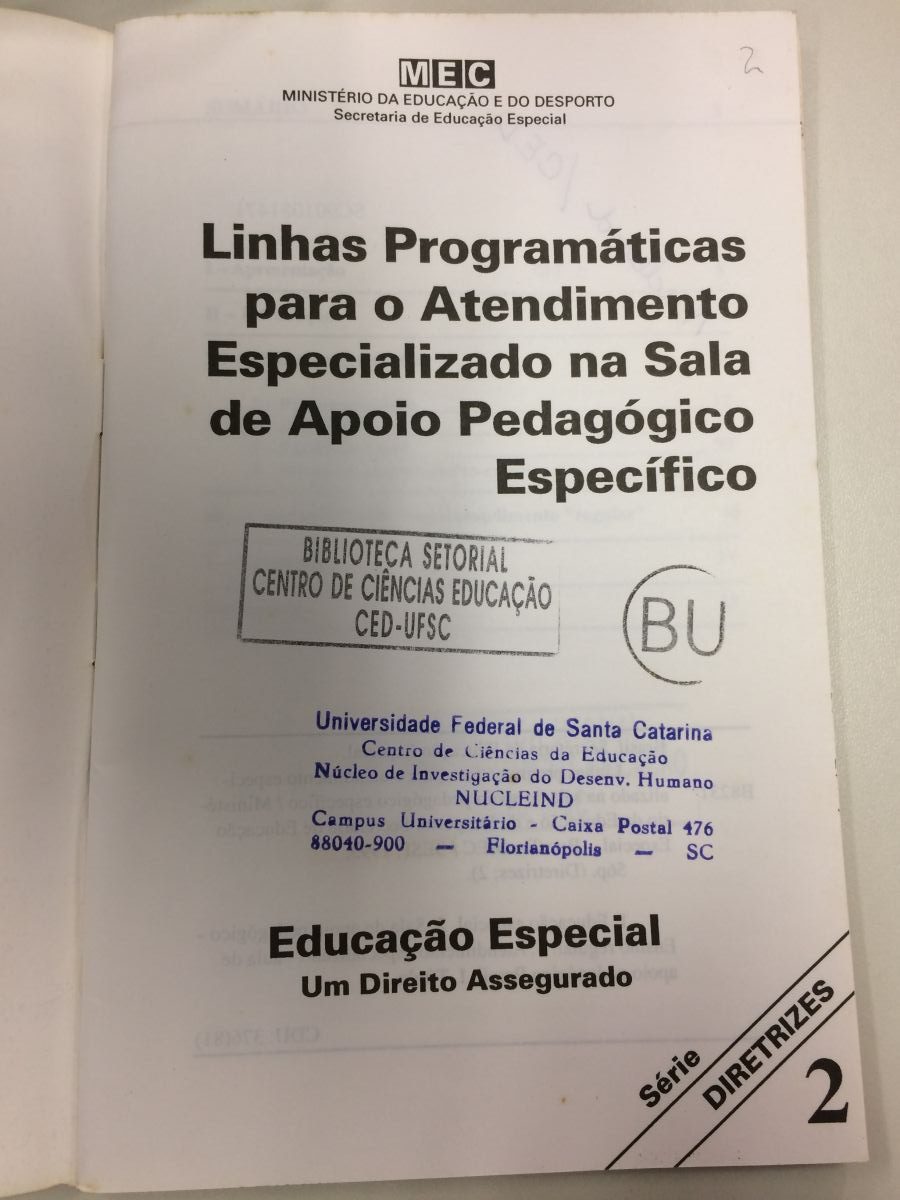 2
MEC
MINISTÉRIO DA EDUCAÇÃO E DO DESPORTO
Secretaria de Educação Especial
Linhas Programáticas
para o Atendimento
Especializado na Sala
de Apoio Pedagógico
Específico
BIBLIOTECA SETORIAL
CENTRO DE CIÊNCIAS EDUCAÇÃO
CED-UFSC
BU
Universidade Federal de Santa Catarina
Centro de Ciências da Educação
Núcleo de Investigação do Desenv. Humano
NUCLEIND
Campus Universitário - Caixa Postal 476
88040-900 — Florianópolis — SC
Educação Especial
Um Direito Assegurado
Série
DIRETRIZES
2